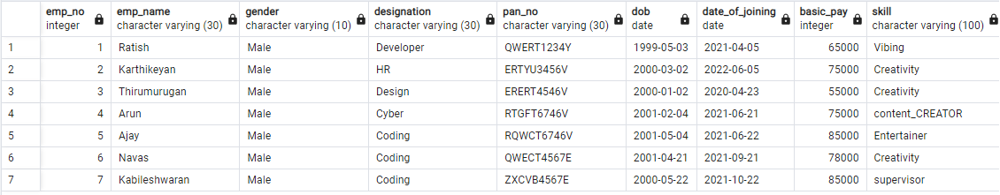 emp_no emp_name gender designation pan_no dob date_of_joining basic_pay skill
integer character varying (30) character varying (10) character varying (30) character varying (30) date date integer character varying (100)
1 1 Ratish Male Developer QWERT1234Y 1999-05-03 2021-04-05 65000 Vibing
2 2 Karthikeyan Male HR ERTYU3456V 2000-03-02 2022-06-05 75000 Creativity
3 3 Thirumurugan Male Design ERERT4546V 2000-01-02 2020-04-23 55000 Creativity
4 4 Arun Male Cyber RTGFT6746V 2001-02-04 2021-06-21 75000 content_CREATOR
5 5 Ajay Male Coding RQWCT6746V 2001-05-04 2021-06-22 85000 Entertainer
6 6 Navas Male Coding QWECT4567E 2001-04-21 2021-09-21 78000 Creativity
7 7 Kabileshwaran Male Coding ZXCVB4567E 2000-05-22 2021-10-22 85000 supervisor